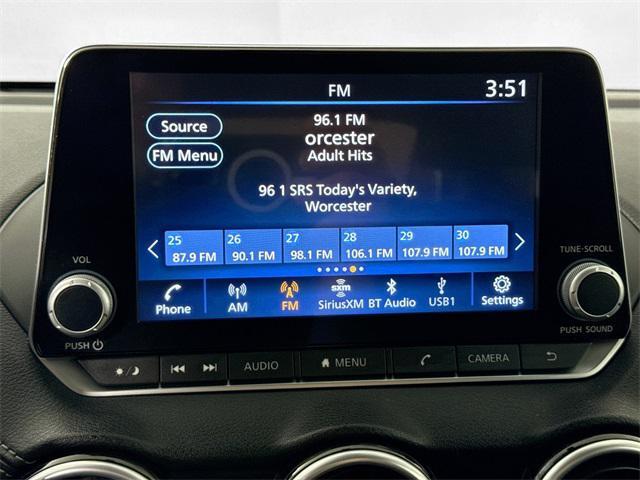 FM
3:51
Source
FM Menu
96.1 FM
orcester
Adult Hits
96 1 SRS Today's Variety,
Worcester
25 26 27 28 29 30
87.9 FM 90.1 FM 98.1 FM 106.1 FM 107.9 FM 107.9 FM
Phone AM FM sxm SiriusXM BT Audio USB1 Settings
VOL
PUSH
TUNE·SCROLL
PUSH SOUND
AUDIO MENU CAMERA